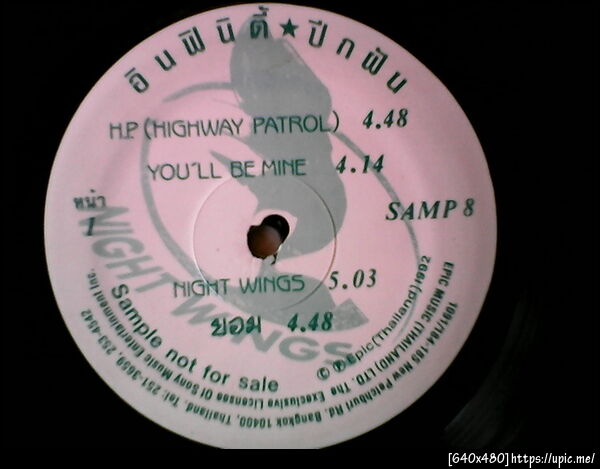 อินฟินิตี้★ปีกฝัน
H.P. (HIGHWAY PATROL) 4.48
YOU'LL BE MINE 4.14
หน้า
1
SAMP 8
NIGHT WINGS 5.03
ยอม 4.48
NIGHT WINGS
Sample not for sale
© ℗ Epic (Thailand) 1992
EPIC MUSIC (THAILAND) LTD. The Exclusive Licensee Of Sony Music Entertainment Inc.
1091/184-185 New Petchburi Rd. Bangkok 10400, Thailand. Tel: 251-3659, 253-4542
[640x480]https://upic.me/